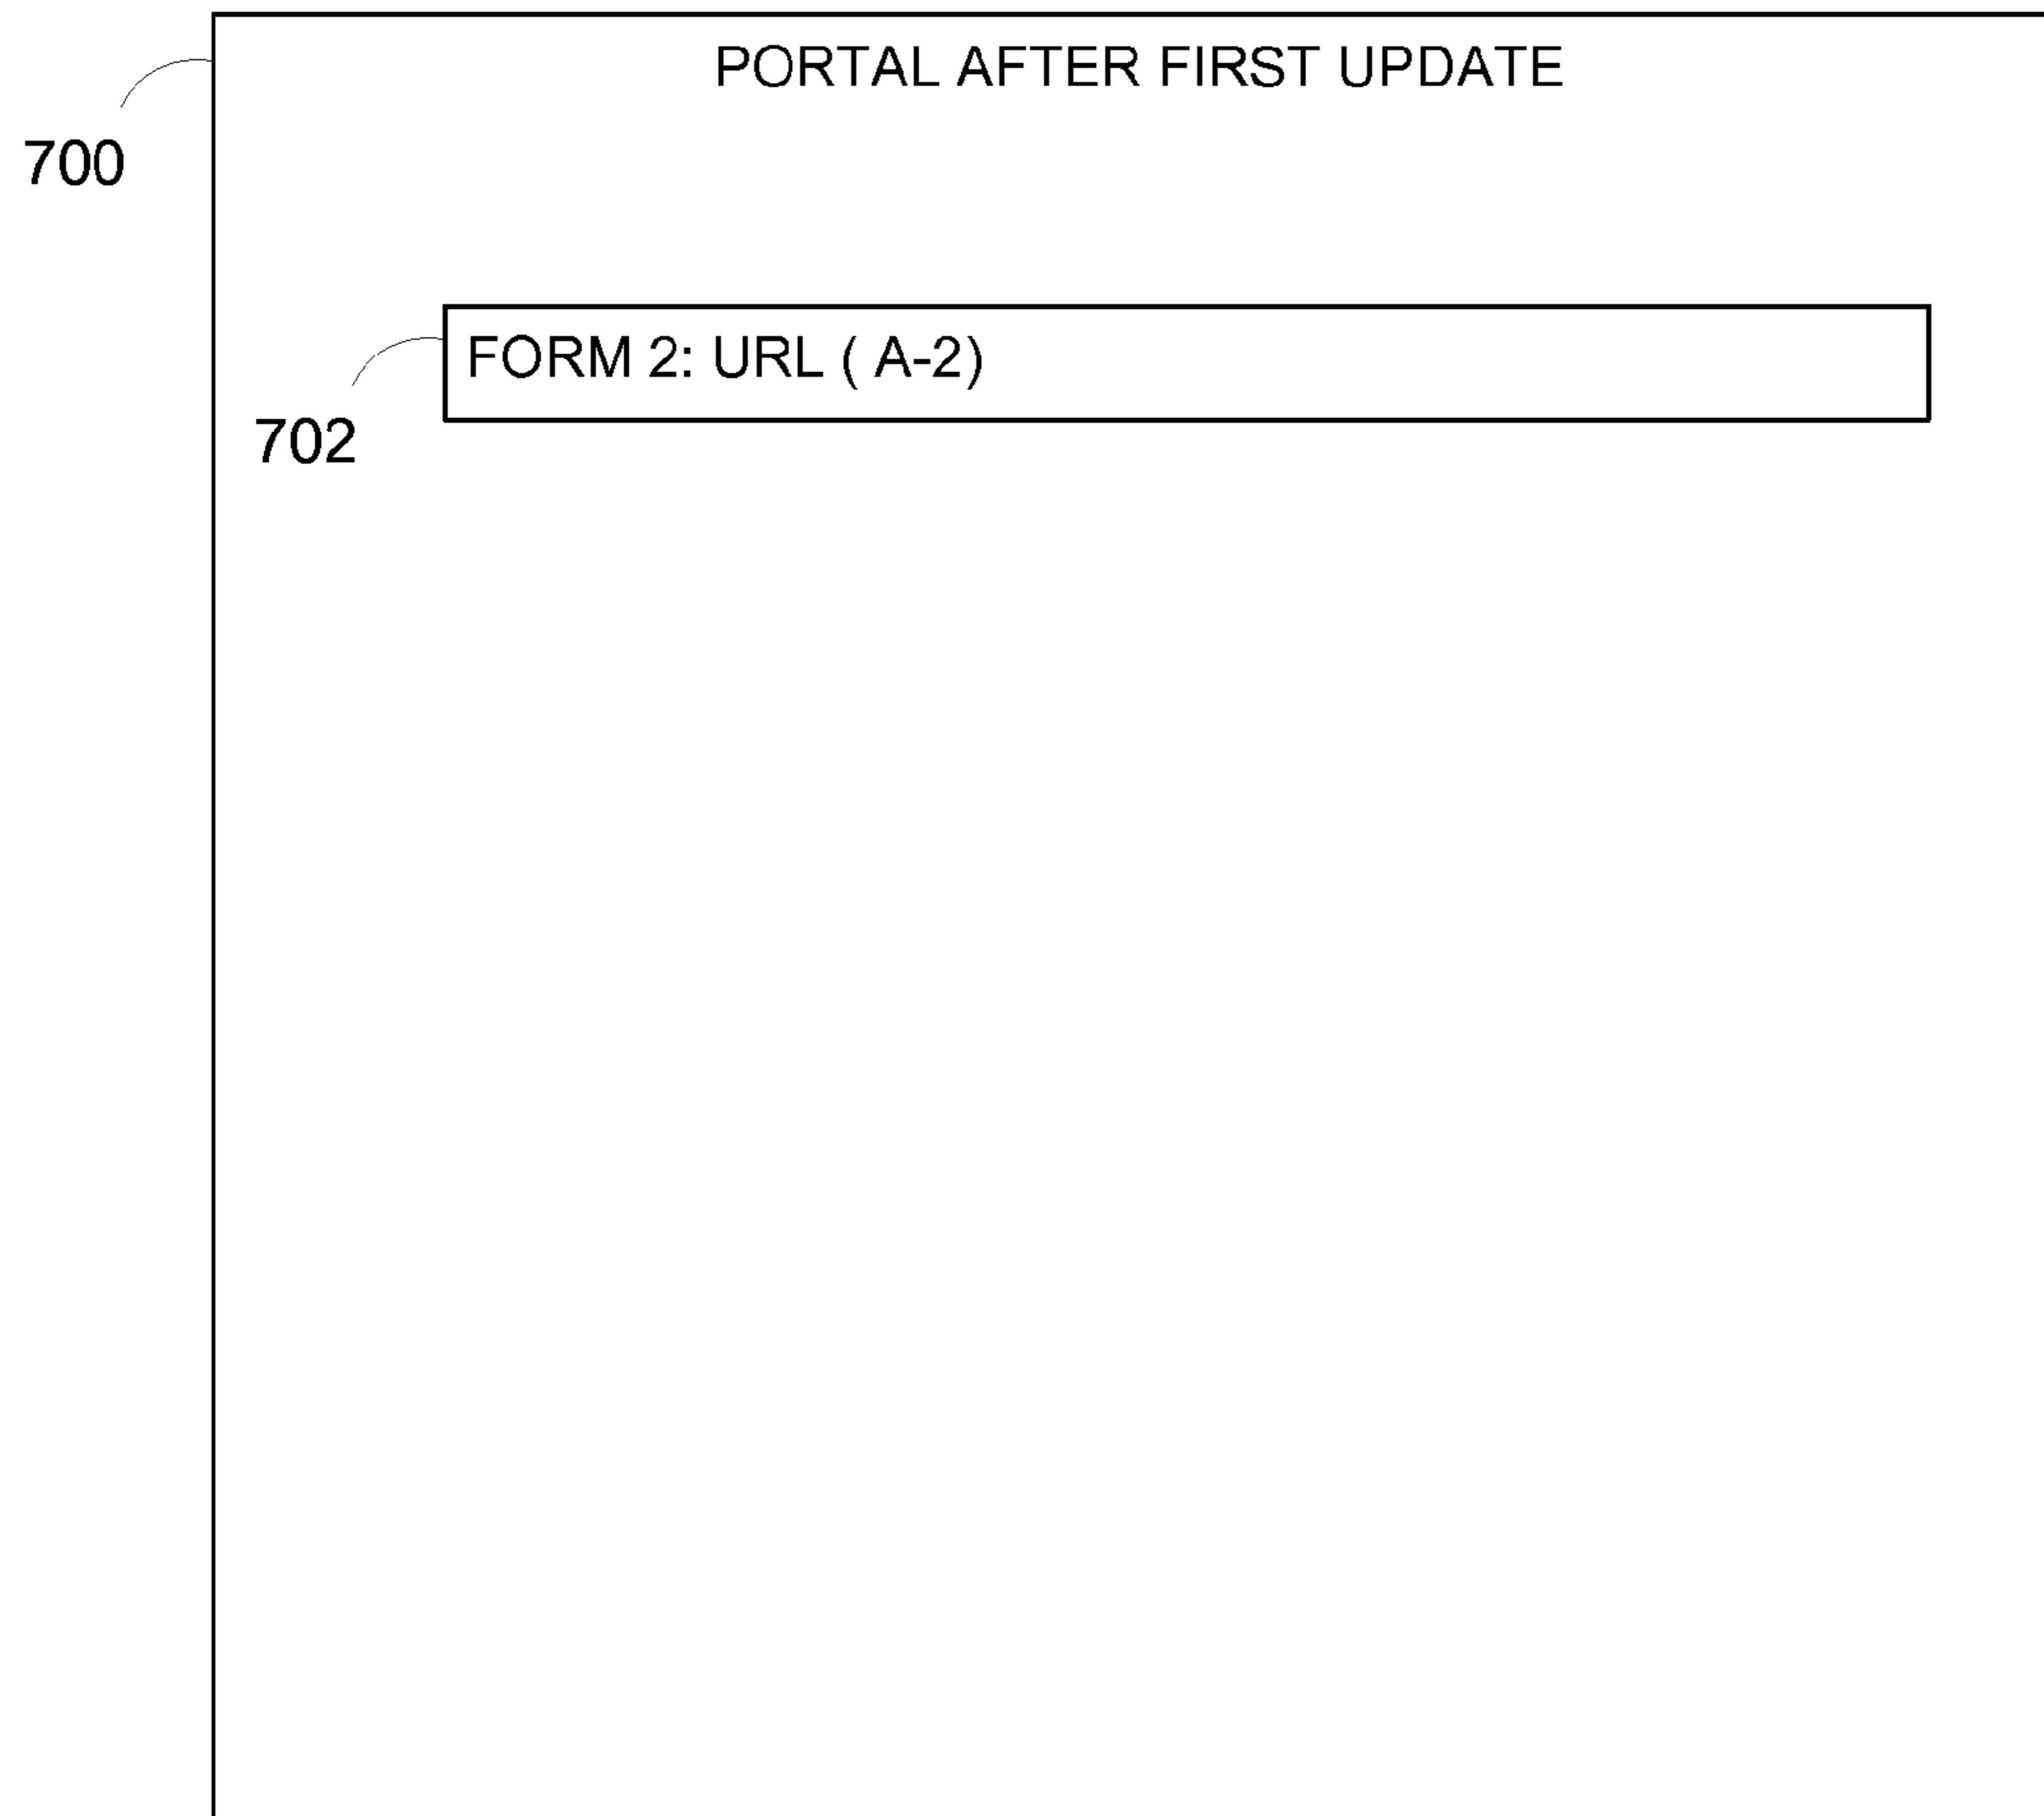 PORTAL AFTER FIRST UPDATE
700
FORM 2: URL ( A-2)
702